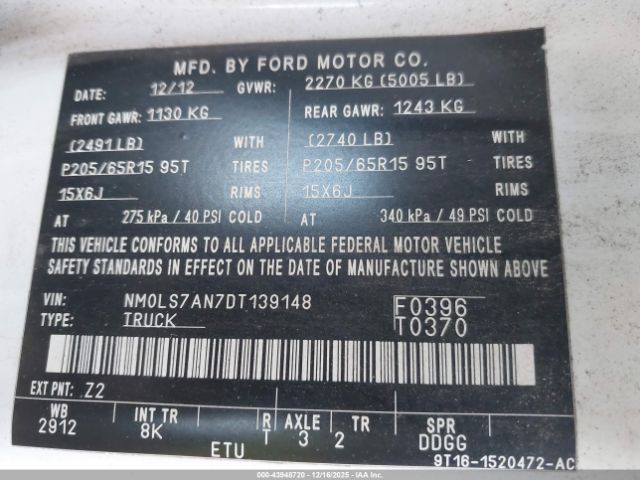 MFD. BY FORD MOTOR CO.
DATE: 12/12 GVWR: 2270 KG (5005 LB)
FRONT GAWR: 1130 KG REAR GAWR: 1243 KG
(2491 LB) WITH (2740 LB) WITH
P205/65R15 95T TIRES P205/65R15 95T TIRES
15X6J RIMS 15X6J RIMS
AT 275 kPa / 40 PSI COLD AT 340 kPa / 49 PSI COLD
THIS VEHICLE CONFORMS TO ALL APPLICABLE FEDERAL MOTOR VEHICLE
SAFETY STANDARDS IN EFFECT ON THE DATE OF MANUFACTURE SHOWN ABOVE
VIN: NM0LS7AN7DT139148 F0396
TYPE: TRUCK T0370
EXT PNT: Z2
WB INT TR R AXLE TR SPR
2912 8K T 3 2 DDGG
ETU 9T16-1520472-AC
000-43948720 - 12/16/2025 - IAAI.COM